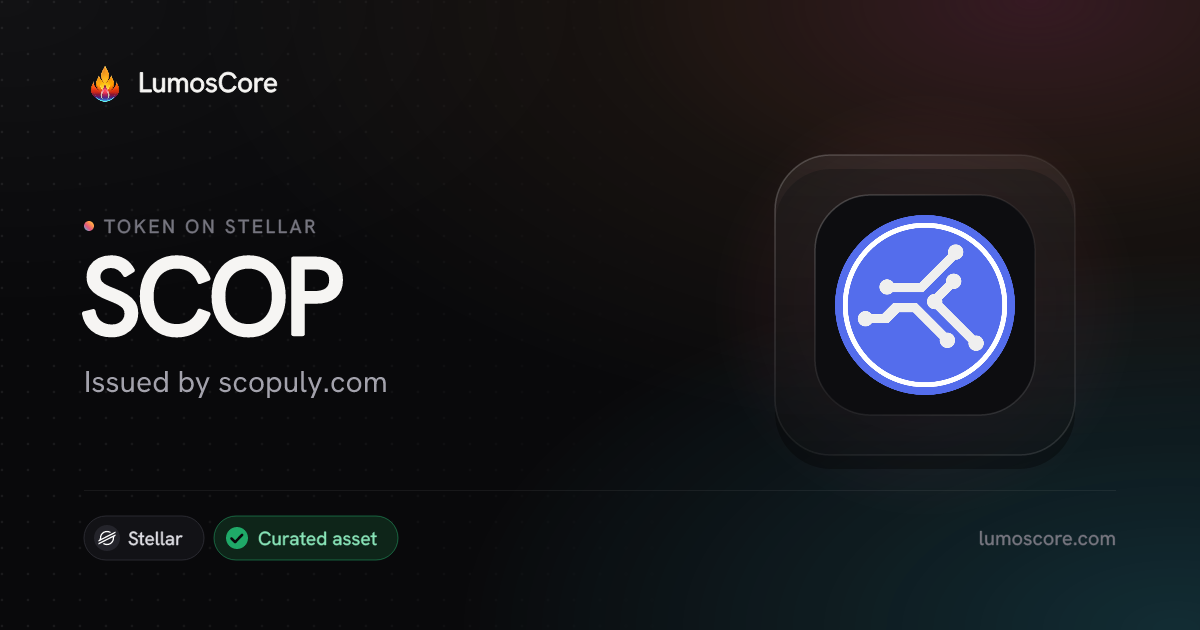 LumosCore
TOKEN ON STELLAR
SCOP
Issued by scopuly.com
Stellar
Curated asset
lumoscore.com